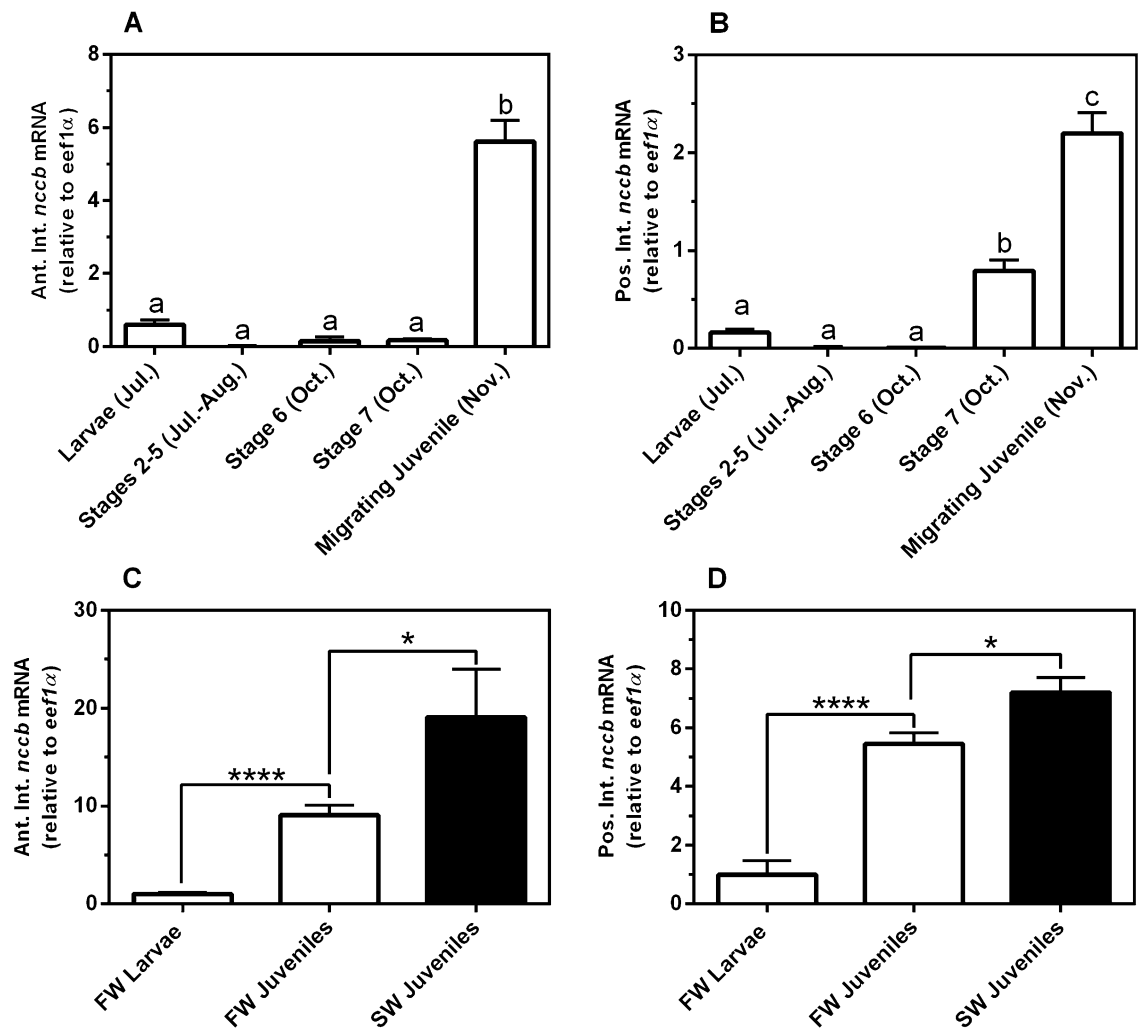 A
Ant. Int. nccb mRNA
(relative to eef1α)
8
6
4
2
0
a
a
a
a
b
Larvae (Jul.)
Stages 2-5 (Jul.-Aug.)
Stage 6 (Oct.)
Stage 7 (Oct.)
Migrating Juvenile (Nov.)
B
Pos. Int. nccb mRNA
(relative to eef1α)
3
2
1
0
a
a
a
b
c
Larvae (Jul.)
Stages 2-5 (Jul.-Aug.)
Stage 6 (Oct.)
Stage 7 (Oct.)
Migrating Juvenile (Nov.)
C
Ant. Int. nccb mRNA
(relative to eef1α)
30
20
10
0
****
*
FW Larvae
FW Juveniles
SW Juveniles
D
Pos. Int. nccb mRNA
(relative to eef1α)
10
8
6
4
2
0
****
*
FW Larvae
FW Juveniles
SW Juveniles